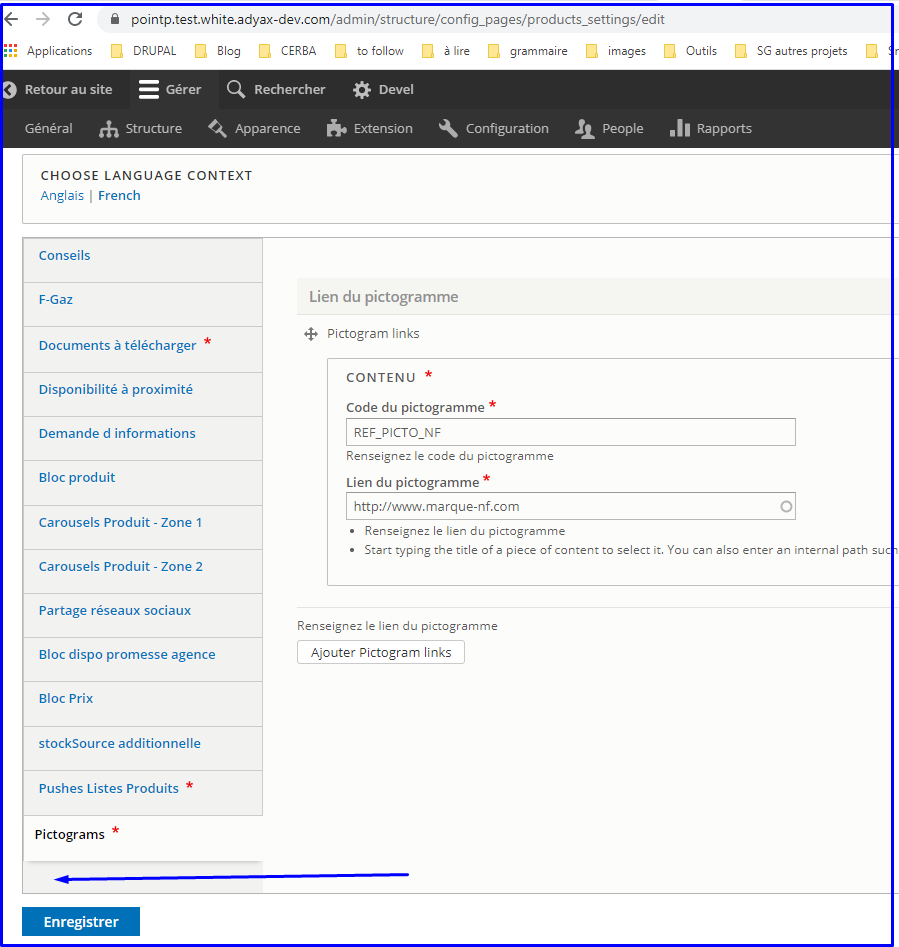 pointp.test.white.adyax-dev.com/admin/structure/config_pages/products_settings/edit
Applications DRUPAL Blog CERBA to follow à lire grammaire images Outils SG autres projets
Retour au site Gérer Rechercher Devel
Général Structure Apparence Extension Configuration People Rapports
CHOOSE LANGUAGE CONTEXT
Anglais | French
Conseils
F-Gaz
Documents à télécharger *
Disponibilité à proximité
Demande d informations
Bloc produit
Carousels Produit - Zone 1
Carousels Produit - Zone 2
Partage réseaux sociaux
Bloc dispo promesse agence
Bloc Prix
stockSource additionnelle
Pushes Listes Produits *
Pictograms *
Lien du pictogramme
Pictogram links
CONTENU *
Code du pictogramme *
REF_PICTO_NF
Renseignez le code du pictogramme
Lien du pictogramme *
http://www.marque-nf.com
• Renseignez le lien du pictogramme
• Start typing the title of a piece of content to select it. You can also enter an internal path such
Renseignez le lien du pictogramme
Ajouter Pictogram links
Enregistrer